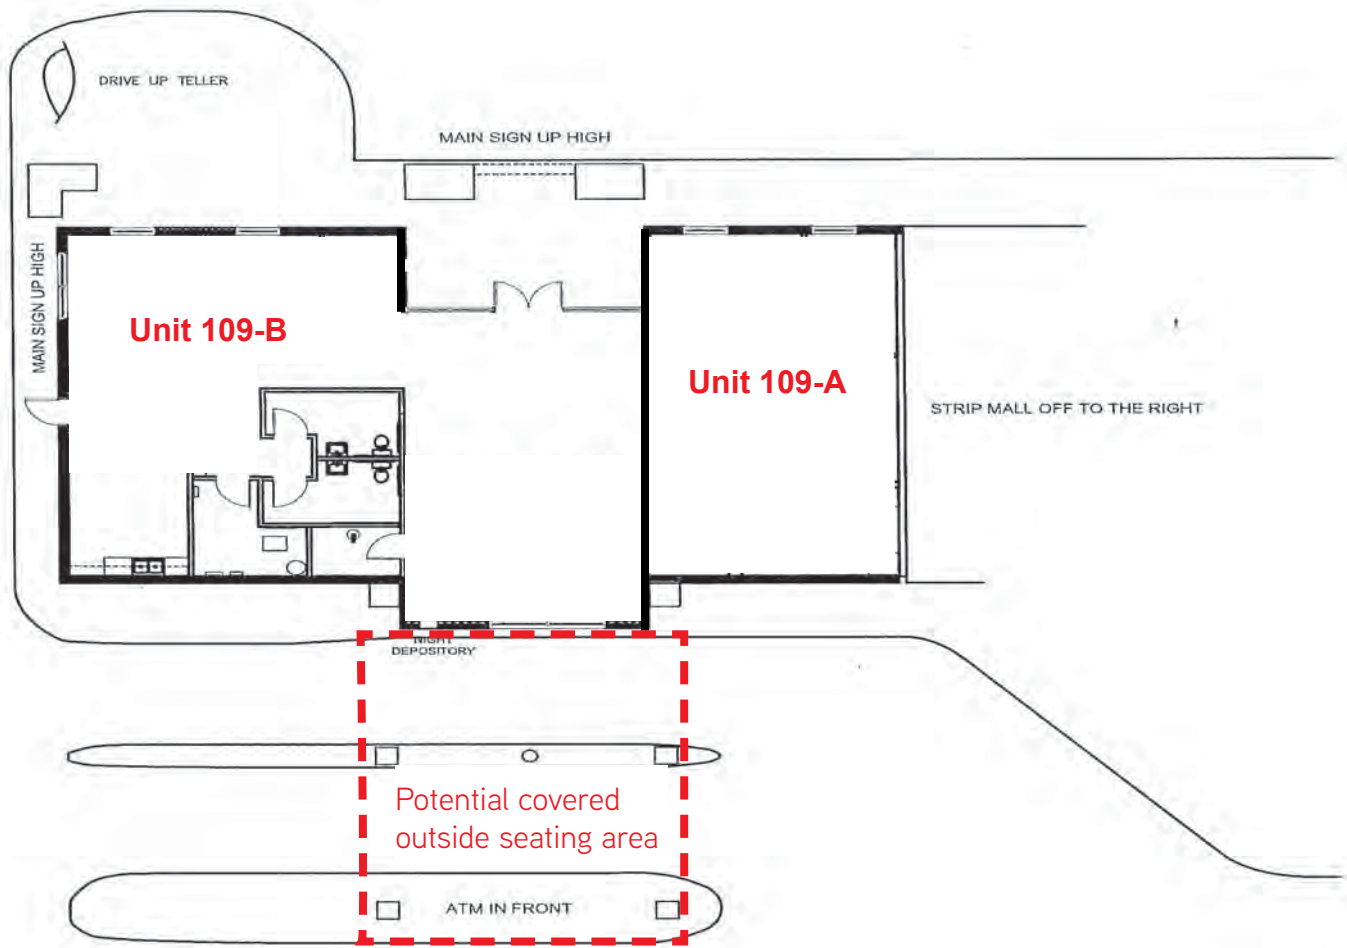 DRIVE UP TELLER
MAIN SIGN UP HIGH
MAIN SIGN UP HIGH
Unit 109-B
Unit 109-A
STRIP MALL OFF TO THE RIGHT
NIGHT
DEPOSITORY
Potential covered
outside seating area
ATM IN FRONT